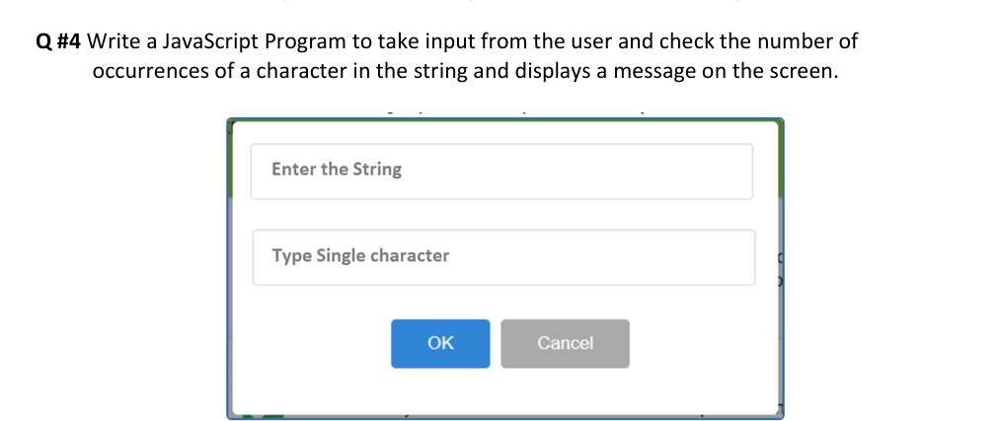 Q #4 Write a JavaScript Program to take input from the user and check the number of
occurrences of a character in the string and displays a message on the screen.
Enter the String
Type Single character
OK Cancel